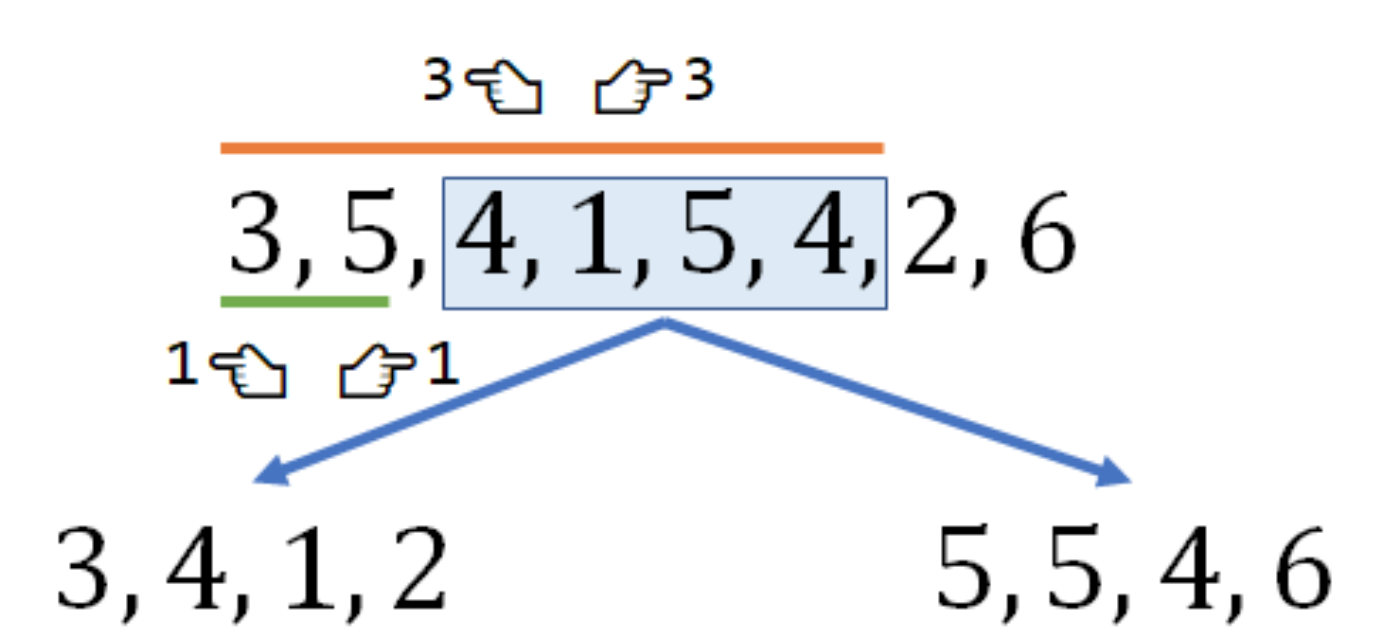 3 3
3, 5, 4, 1, 5, 4, 2, 6
1 1
3, 4, 1, 2
5, 5, 4, 6